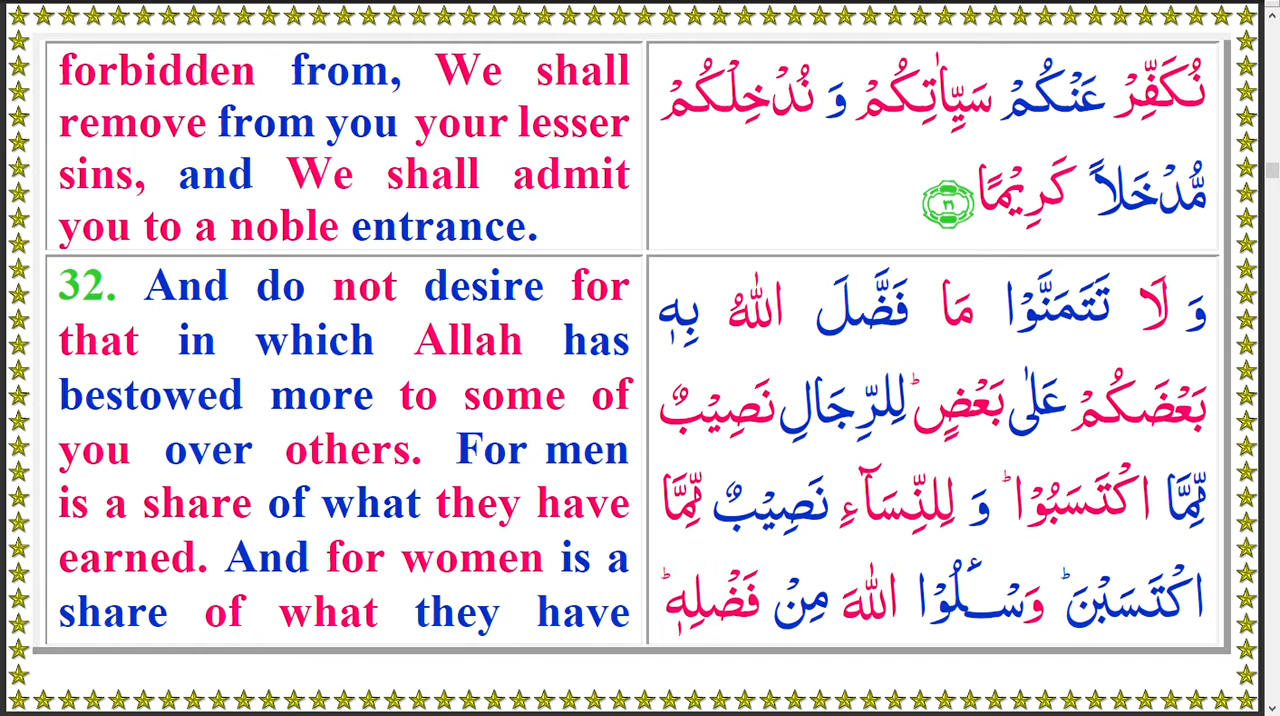 forbidden from, We shall
remove from you your lesser
sins, and We shall admit
you to a noble entrance.
نُكَفِّرْ عَنْكُمْ سَيِّاٰتِكُمْ وَ نُدْخِلْكُمْ
مُّدْخَلاً كَرِيْمًا ۳۱
32. And do not desire for
that in which Allah has
bestowed more to some of
you over others. For men
is a share of what they have
earned. And for women is a
share of what they have
وَ لَا تَتَمَنَّوْا مَا فَضَّلَ اللّٰهُ بِهٖ
بَعْضَكُمْ عَلٰى بَعْضٍ ؕ لِلرِّجَالِ نَصِيْبٌ
مِّمَّا اكْتَسَبُوْا ؕ وَ لِلنِّسَآءِ نَصِيْبٌ مِّمَّا
اكْتَسَبْنَ ؕ وَسْـَٔلُوْا اللّٰهَ مِنْ فَضْلِهٖ ؕ